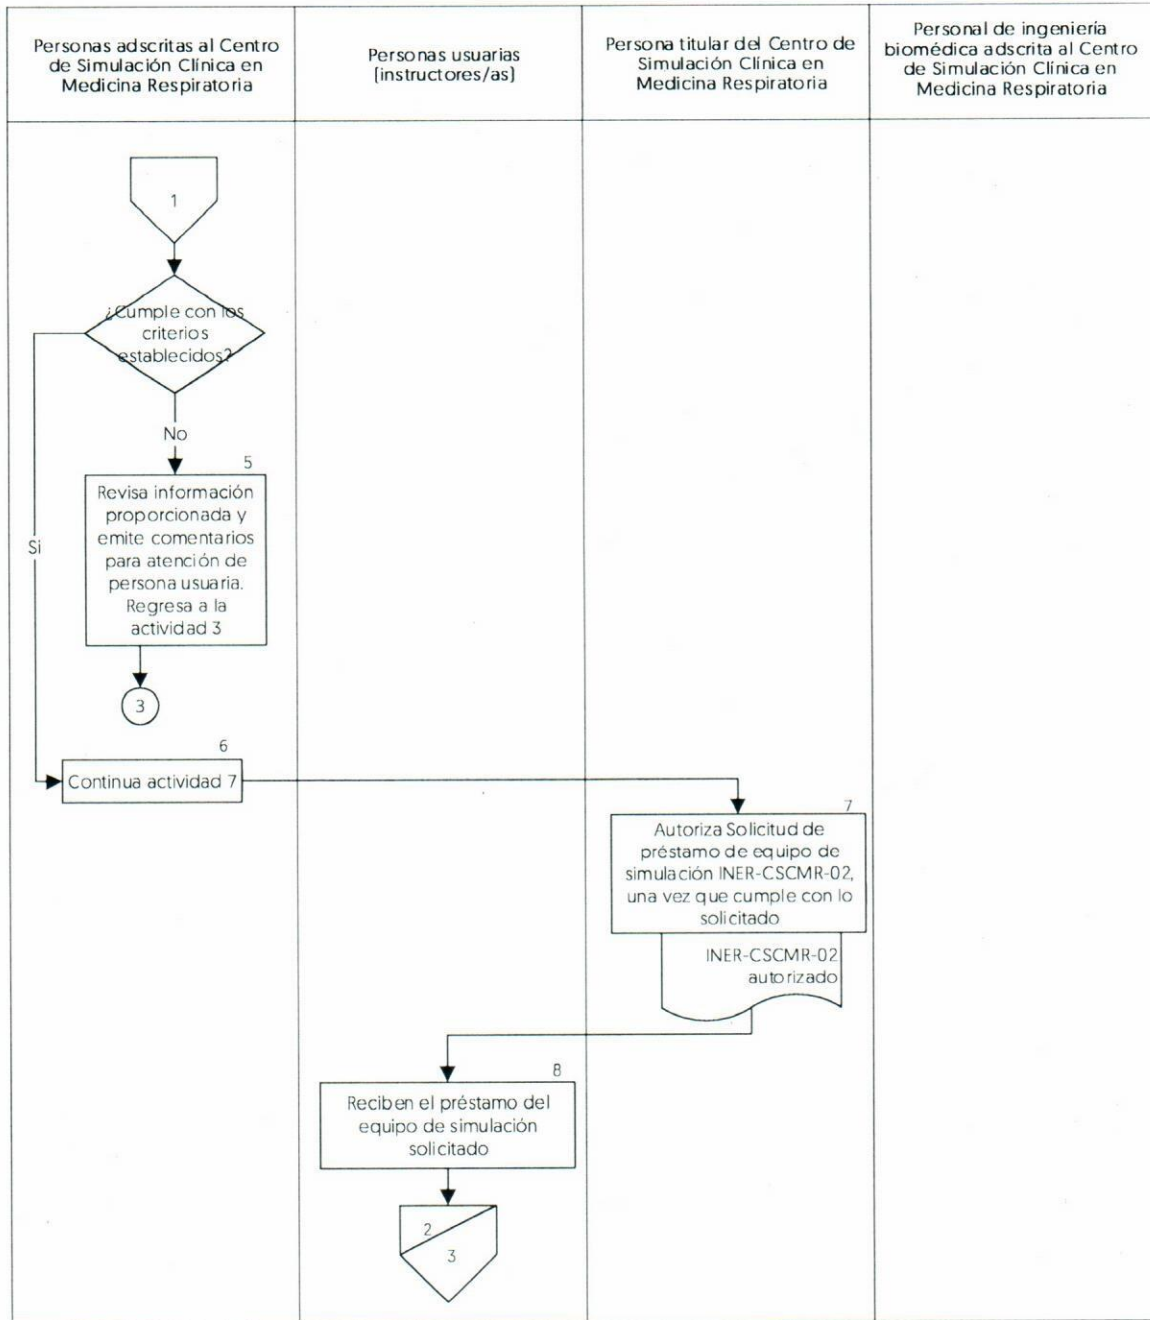 Personas adscritas al Centro
de Simulación Clínica en
Medicina Respiratoria
Personas usuarias
(instructores/as)
Persona titular del Centro de
Simulación Clínica en
Medicina Respiratoria
Personal de ingeniería
biomédica adscrita al Centro
de Simulación Clínica en
Medicina Respiratoria
1
¿Cumple con los
criterios
establecidos?
No
Si
5
Revisa información
proporcionada y
emite comentarios
para atención de
persona usuaria.
Regresa a la
actividad 3
3
6
Continua actividad 7
7
Autoriza Solicitud de
préstamo de equipo de
simulación INER-CSCMR-02,
una vez que cumple con lo
solicitado
INER-CSCMR-02
autorizado
8
Reciben el préstamo del
equipo de simulación
solicitado
2
3